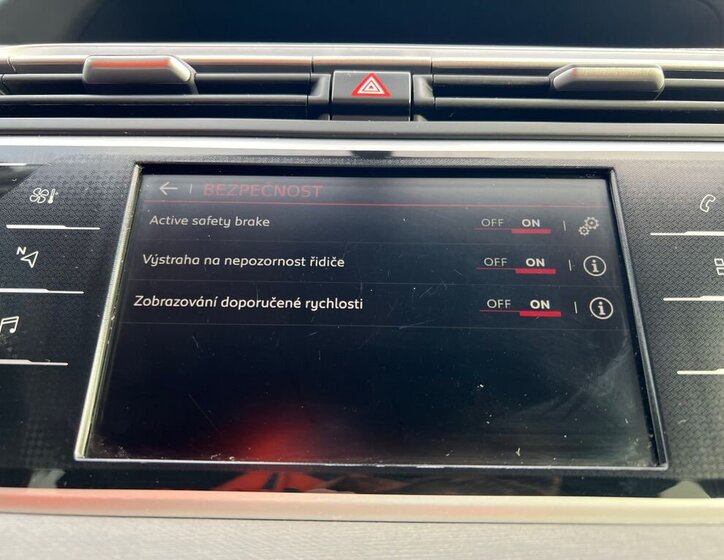 BEZPEČNOST
Active safety brake OFF ON
Výstraha na nepozornost řidiče OFF ON
Zobrazování doporučené rychlosti OFF ON
N